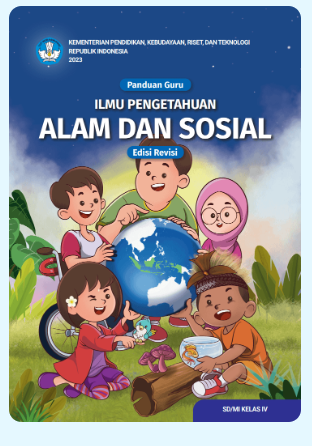 KEMENTERIAN PENDIDIKAN, KEBUDAYAAN, RISET, DAN TEKNOLOGI
REPUBLIK INDONESIA
2023
Panduan Guru
ILMU PENGETAHUAN
ALAM DAN SOSIAL
Edisi Revisi
SD/MI KELAS IV